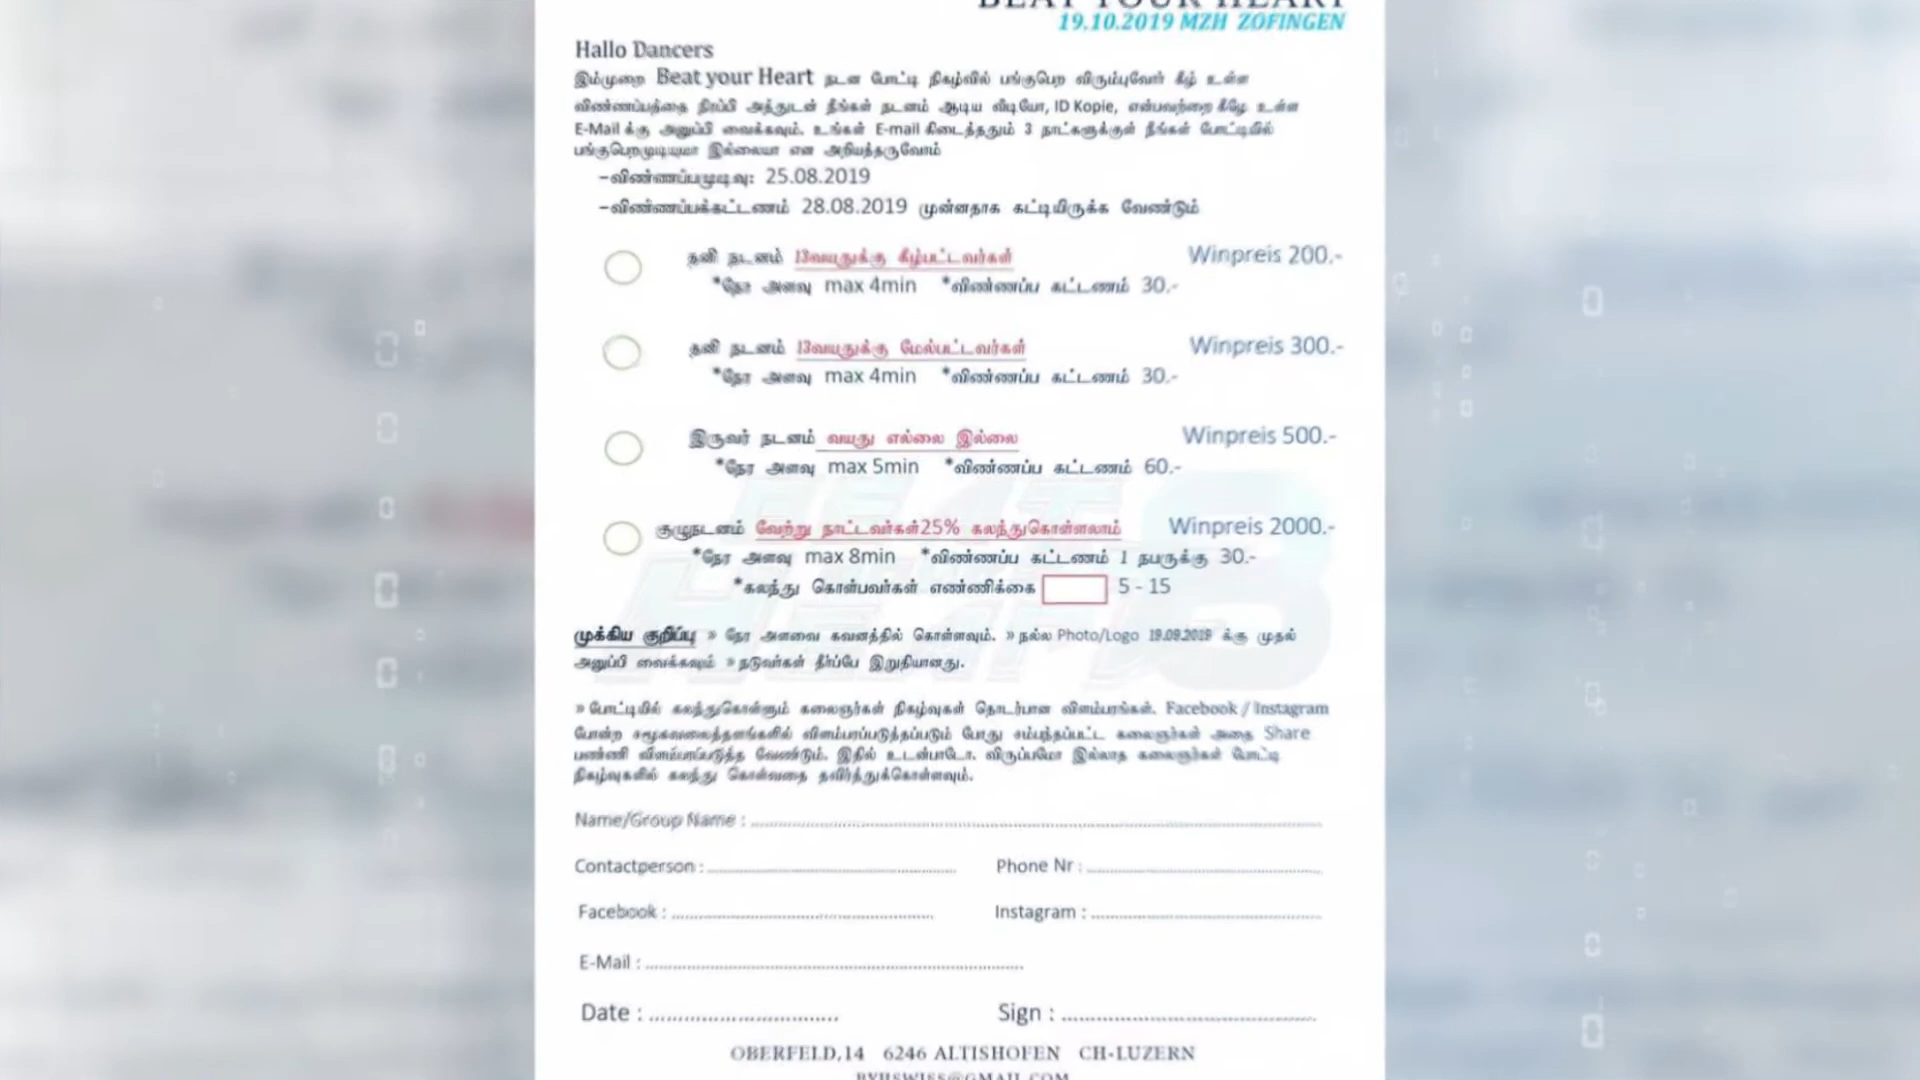 BEAT YOUR HEART
19.10.2019 MZH ZOFINGEN
Hallo Dancers
இம்முறை Beat your Heart நடன போட்டி நிகழ்வில் பங்குபெற விரும்புவோர் கீழ் உள்ள
விண்ணப்பத்தை நிரப்பி அத்துடன் நீங்கள் நடனம் ஆடிய வீடியோ, ID Kopie, என்பவற்றை கீழே உள்ள
E-Mail க்கு அனுப்பி வைக்கவும். உங்கள் E-mail கிடைத்ததும் 3 நாட்களுக்குள் நீங்கள் போட்டியில்
பங்குபெறமுடியுமா இல்லையா என அறியத்தருவோம்
–விண்ணப்பமுடிவு: 25.08.2019
–விண்ணப்பக்கட்டணம் 28.08.2019 முன்னதாக கட்டியிருக்க வேண்டும்
தனி நடனம் 13வயதுக்கு கீழ்பட்டவர்கள் Winpreis 200.-
*நேர அளவு max 4min *விண்ணப்ப கட்டணம் 30.-
தனி நடனம் 13வயதுக்கு மேல்பட்டவர்கள் Winpreis 300.-
*நேர அளவு max 4min *விண்ணப்ப கட்டணம் 30.-
இருவர் நடனம் வயது எல்லை இல்லை Winpreis 500.-
*நேர அளவு max 5min *விண்ணப்ப கட்டணம் 60.-
குழுநடனம் வேற்று நாட்டவர்கள்25% கலந்துகொள்ளலாம் Winpreis 2000.-
*நேர அளவு max 8min *விண்ணப்ப கட்டணம் 1 நபருக்கு 30.-
*கலந்து கொள்பவர்கள் எண்ணிக்கை 5 - 15
முக்கிய குறிப்பு » நேர அளவை கவனத்தில் கொள்ளவும். » நல்ல Photo/Logo 19.09.2019 க்கு முதல்
அனுப்பி வைக்கவும் » நடுவர்கள் தீர்ப்பே இறுதியானது.
» போட்டியில் கலந்துகொள்ளும் கலைஞர்கள் நிகழ்வுகள் தொடர்பான விளம்பரங்கள். Facebook / Instagram
போன்ற சமூகவலைத்தளங்களில் விளம்பரப்படுத்தப்படும் போது சம்பந்தப்பட்ட கலைஞர்கள் அதை Share
பண்ணி விளம்பரப்படுத்த வேண்டும். இதில் உடன்பாடோ. விருப்பமோ இல்லாத கலைஞர்கள் போட்டி
நிகழ்வுகளில் கலந்து கொள்வதை தவிர்த்துக்கொள்ளவும்.
Name/Group Name :
Contactperson : Phone Nr :
Facebook : Instagram :
E-Mail :
Date : Sign :
OBERFELD,14 6246 ALTISHOFEN CH-LUZERN
BYHSWISS@GMAIL.COM